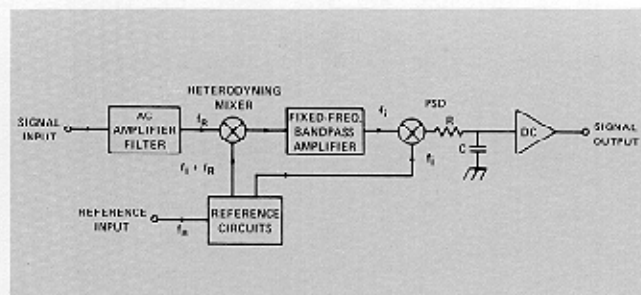 HETERODYNING
MIXER
PSD
SIGNAL
INPUT
AC
AMPLIFIER
FILTER
fR
FIXED-FREQ.
BANDPASS
AMPLIFIER
fi
R
C
DC
SIGNAL
OUTPUT
fi + fR
fi
REFERENCE
INPUT
fR
REFERENCE
CIRCUITS